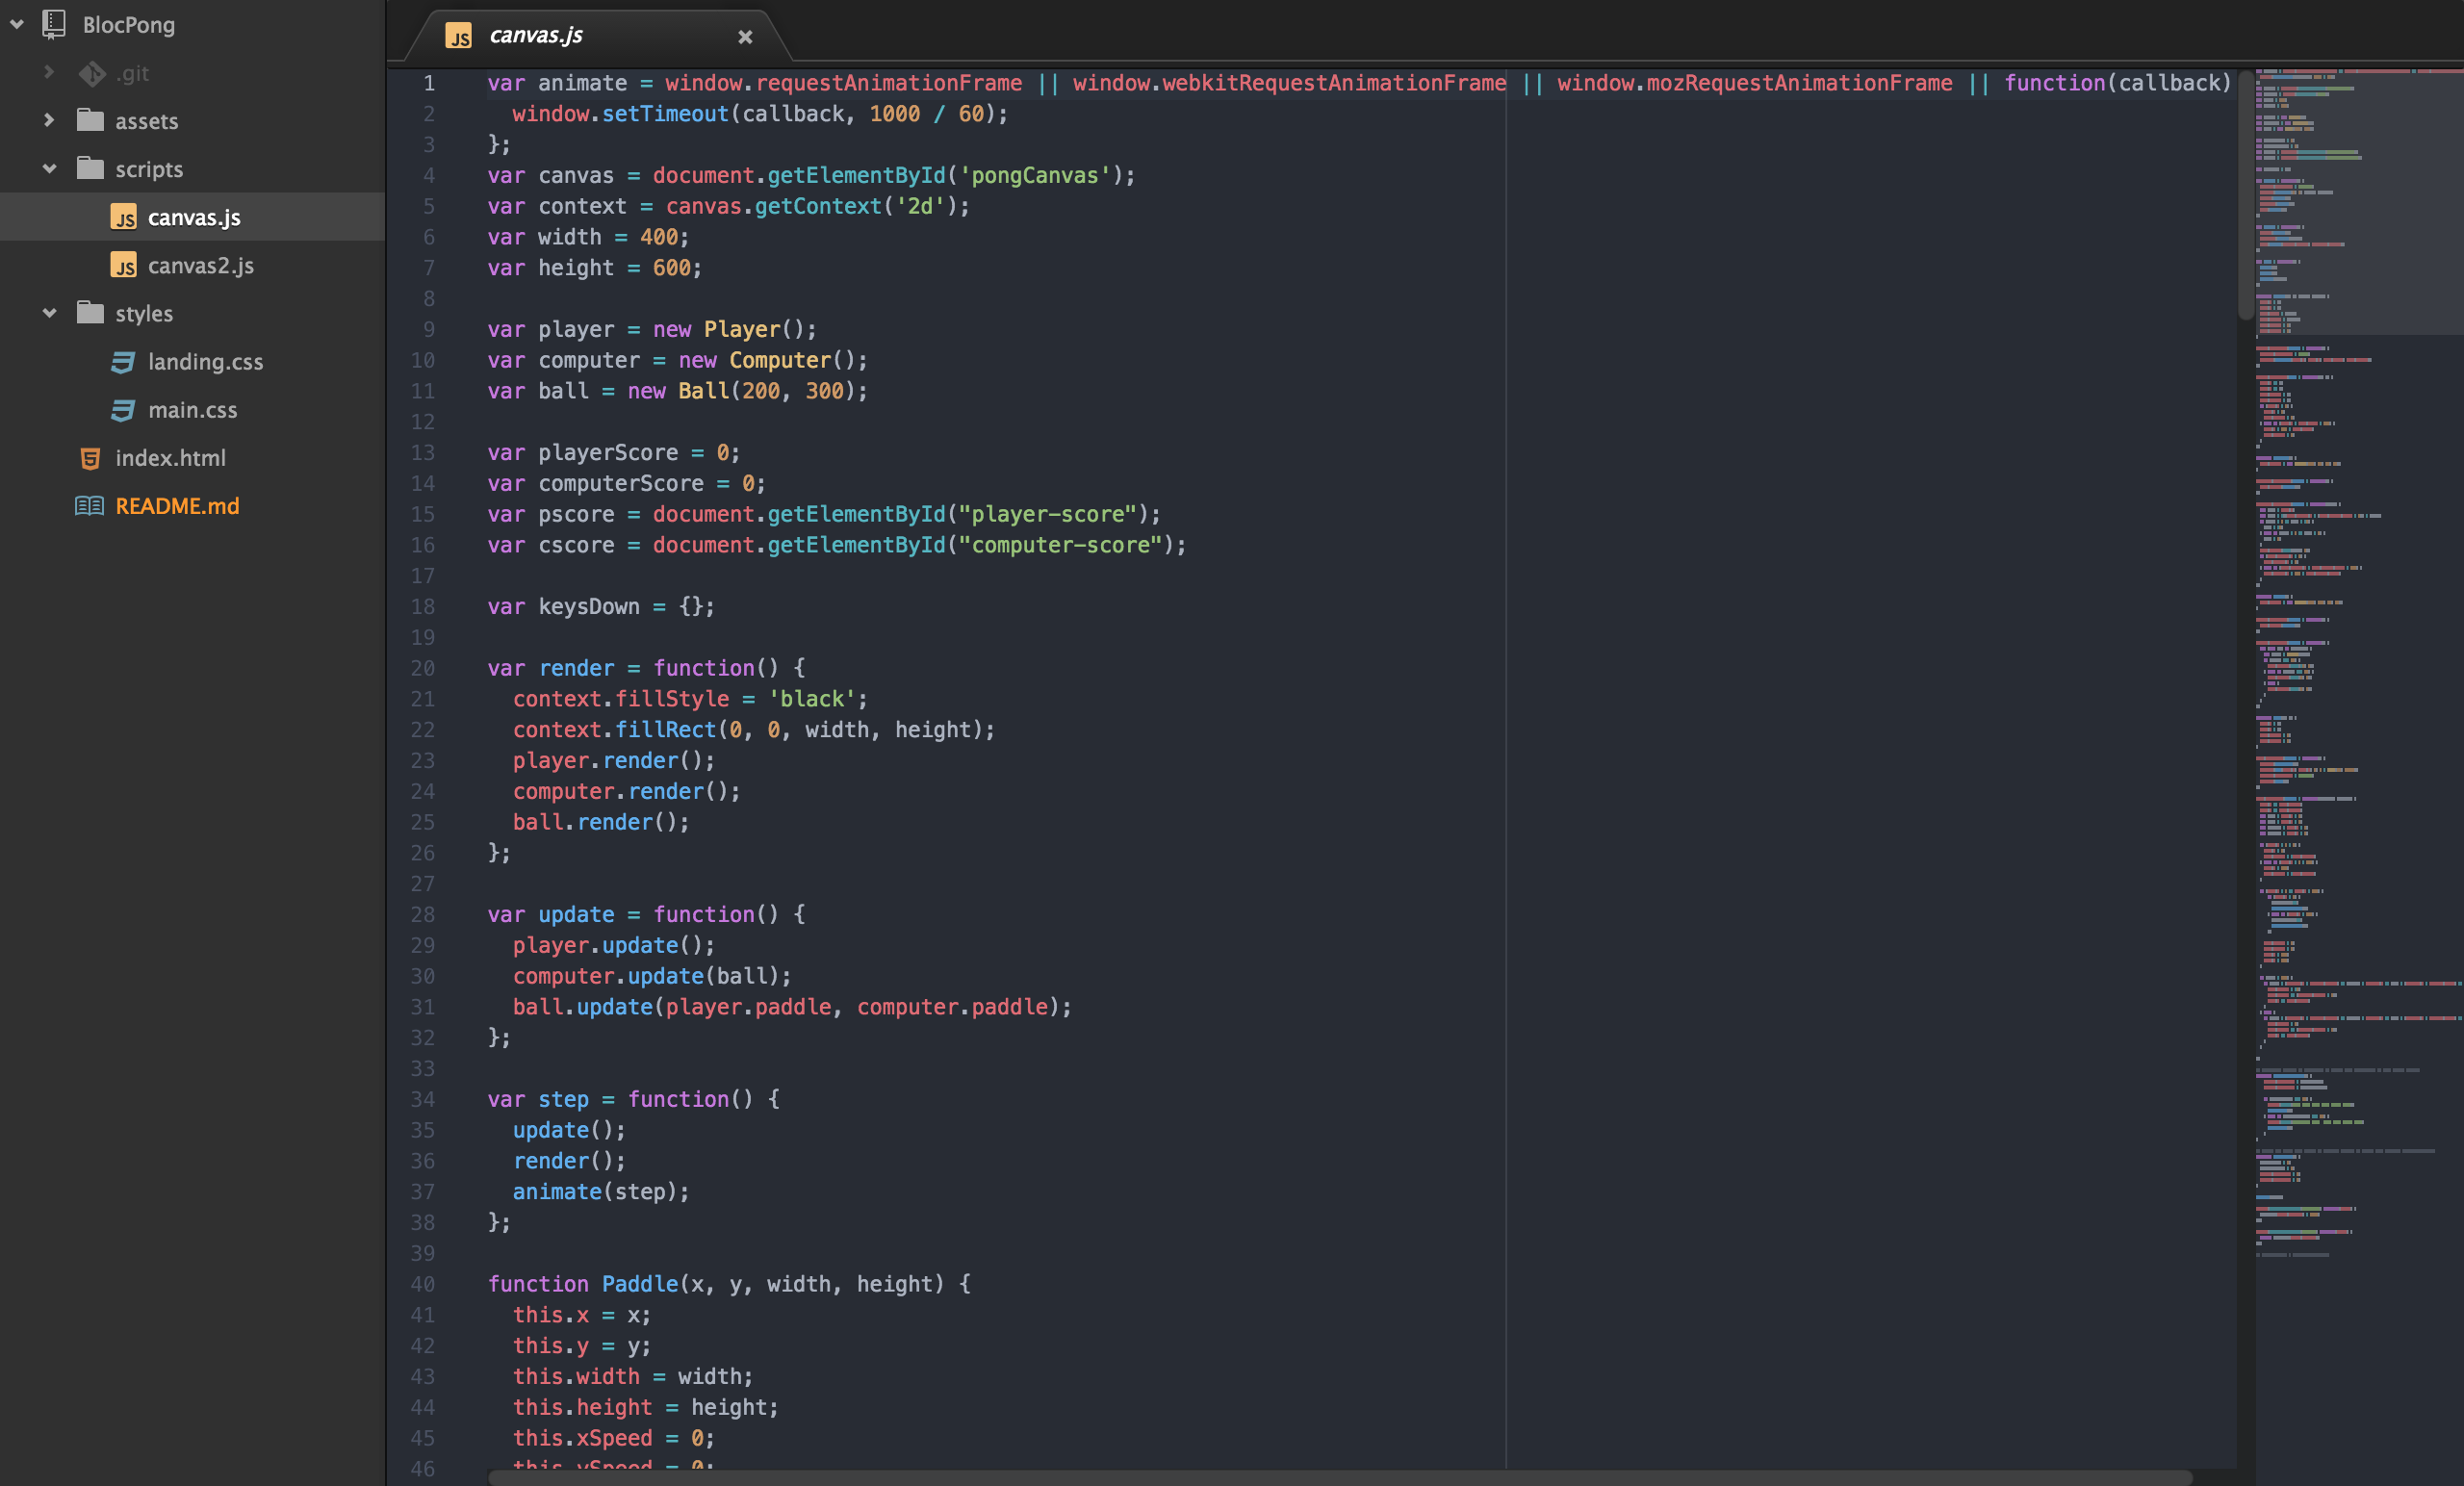 BlocPong
.git
assets
scripts
canvas.js
canvas2.js
styles
landing.css
main.css
index.html
README.md
JS canvas.js ×
1 var animate = window.requestAnimationFrame || window.webkitRequestAnimationFrame || window.mozRequestAnimationFrame || function(callback)
2   window.setTimeout(callback, 1000 / 60);
3 };
4 var canvas = document.getElementById('pongCanvas');
5 var context = canvas.getContext('2d');
6 var width = 400;
7 var height = 600;
8
9 var player = new Player();
10 var computer = new Computer();
11 var ball = new Ball(200, 300);
12
13 var playerScore = 0;
14 var computerScore = 0;
15 var pscore = document.getElementById("player-score");
16 var cscore = document.getElementById("computer-score");
17
18 var keysDown = {};
19
20 var render = function() {
21   context.fillStyle = 'black';
22   context.fillRect(0, 0, width, height);
23   player.render();
24   computer.render();
25   ball.render();
26 };
27
28 var update = function() {
29   player.update();
30   computer.update(ball);
31   ball.update(player.paddle, computer.paddle);
32 };
33
34 var step = function() {
35   update();
36   render();
37   animate(step);
38 };
39
40 function Paddle(x, y, width, height) {
41   this.x = x;
42   this.y = y;
43   this.width = width;
44   this.height = height;
45   this.xSpeed = 0;
46   this.ySpeed = 0;